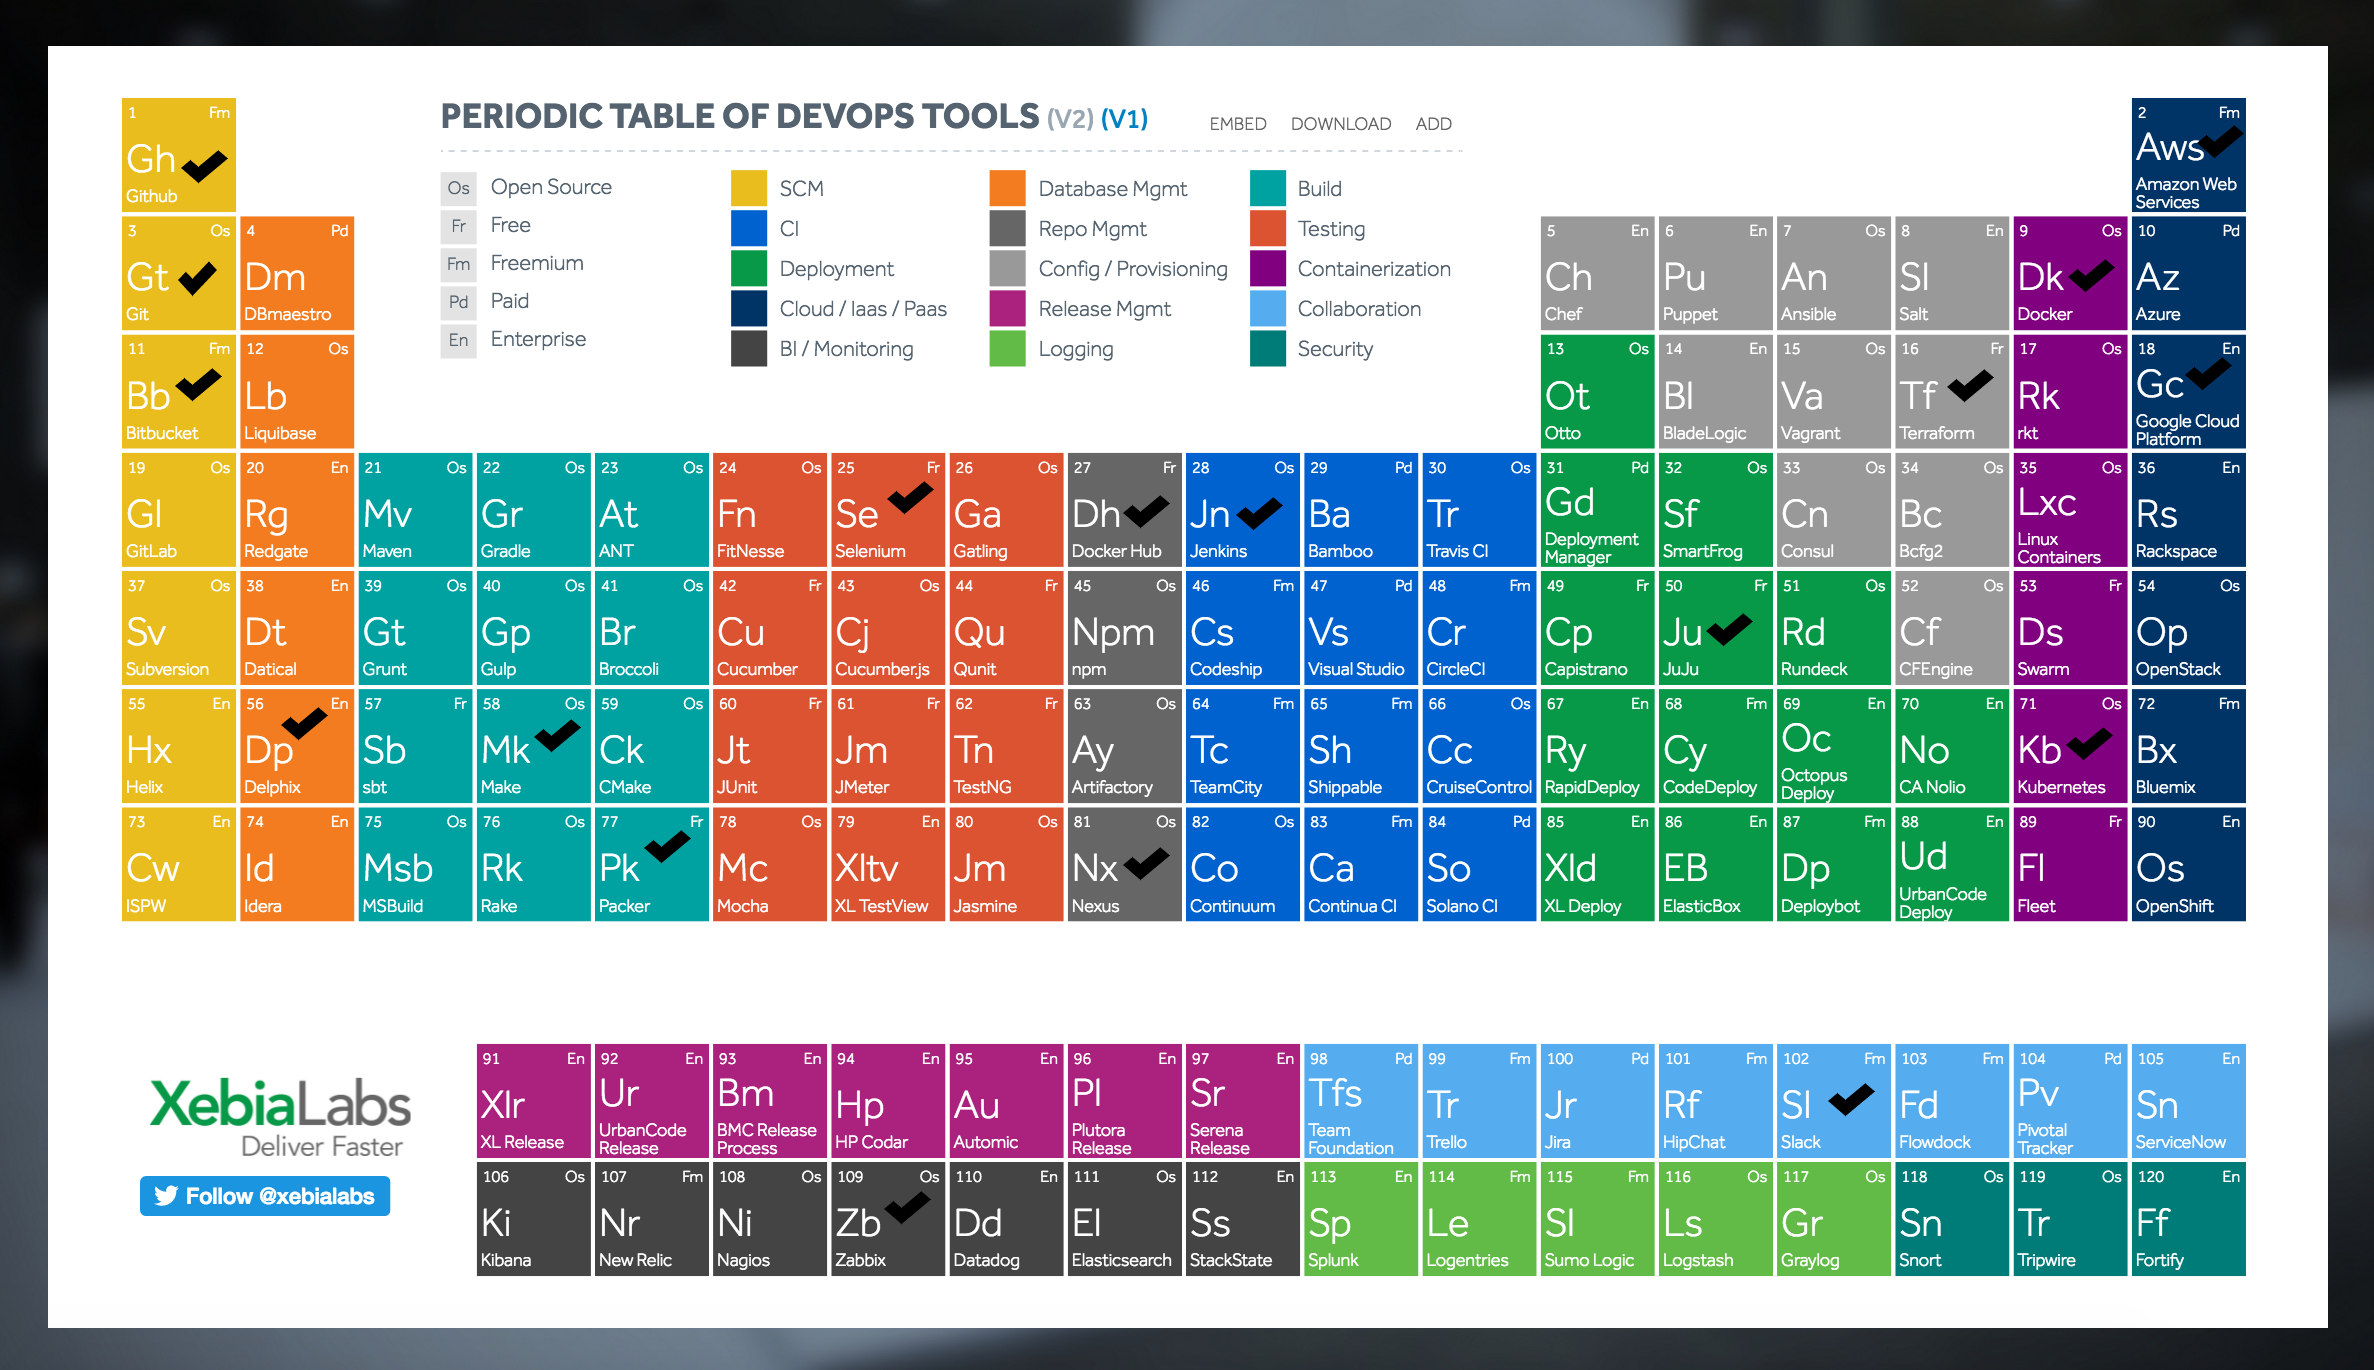 PERIODIC TABLE OF DEVOPS TOOLS (V2) (V1)
EMBED DOWNLOAD ADD
Os Open Source
Fr Free
Fm Freemium
Pd Paid
En Enterprise
SCM
CI
Deployment
Cloud / Iaas / Paas
BI / Monitoring
Database Mgmt
Repo Mgmt
Config / Provisioning
Release Mgmt
Logging
Build
Testing
Containerization
Collaboration
Security
1 Fm
Gh
Github
2 Fm
Aws
Amazon Web
Services
3 Os
Gt
Git
4 Pd
Dm
DBmaestro
5 En
Ch
Chef
6 En
Pu
Puppet
7 Os
An
Ansible
8 En
Sl
Salt
9 Os
Dk
Docker
10 Pd
Az
Azure
11 Fm
Bb
Bitbucket
12 Os
Lb
Liquibase
13 Os
Ot
Otto
14 En
Bl
BladeLogic
15 Os
Va
Vagrant
16 Fr
Tf
Terraform
17 Os
Rk
rkt
18 En
Gc
Google Cloud
Platform
19 Os
Gl
GitLab
20 En
Rg
Redgate
21 Os
Mv
Maven
22 Os
Gr
Gradle
23 Os
At
ANT
24 Os
Fn
FitNesse
25 Fr
Se
Selenium
26 Os
Ga
Gatling
27 Fr
Dh
Docker Hub
28 Os
Jn
Jenkins
29 Pd
Ba
Bamboo
30 Os
Tr
Travis CI
31 Pd
Gd
Deployment
Manager
32 Os
Sf
SmartFrog
33 Os
Cn
Consul
34 Os
Bc
Bcfg2
35 Os
Lxc
Linux
Containers
36 En
Rs
Rackspace
37 Os
Sv
Subversion
38 En
Dt
Datical
39 Os
Gt
Grunt
40 Os
Gp
Gulp
41 Os
Br
Broccoli
42 Fr
Cu
Cucumber
43 Os
Cj
Cucumber.js
44 Fr
Qu
Qunit
45 Os
Npm
npm
46 Fm
Cs
Codeship
47 Pd
Vs
Visual Studio
48 Fm
Cr
CircleCI
49 Fr
Cp
Capistrano
50 Fr
Ju
JuJu
51 Os
Rd
Rundeck
52 Os
Cf
CFEngine
53 Fr
Ds
Swarm
54 Os
Op
OpenStack
55 En
Hx
Helix
56 En
Dp
Delphix
57 Fr
Sb
sbt
58 Os
Mk
Make
59 Os
Ck
CMake
60 Fr
Jt
JUnit
61 Fr
Jm
JMeter
62 Fr
Tn
TestNG
63 Os
Ay
Artifactory
64 Fm
Tc
TeamCity
65 Fm
Sh
Shippable
66 Os
Cc
CruiseControl
67 En
Ry
RapidDeploy
68 Fm
Cy
CodeDeploy
69 En
Oc
Octopus
Deploy
70 En
No
CA Nolio
71 Os
Kb
Kubernetes
72 Fm
Bx
Bluemix
73 En
Cw
ISPW
74 En
Id
Idera
75 Os
Msb
MSBuild
76 Os
Rk
Rake
77 Fr
Pk
Packer
78 Os
Mc
Mocha
79 En
Xltv
XL TestView
80 Os
Jm
Jasmine
81 Os
Nx
Nexus
82 Os
Co
Continuum
83 Fm
Ca
Continua CI
84 Pd
So
Solano CI
85 En
Xld
XL Deploy
86 En
EB
ElasticBox
87 Fm
Dp
Deploybot
88 En
Ud
UrbanCode
Deploy
89 Fr
Fl
Fleet
90 En
Os
OpenShift
XebiaLabs
Deliver Faster
Follow @xebialabs
91 En
Xlr
XL Release
92 En
Ur
UrbanCode
Release
93 En
Bm
BMC Release
Process
94 En
Hp
HP Codar
95 En
Au
Automic
96 En
Pl
Plutora
Release
97 En
Sr
Serena
Release
98 Pd
Tfs
Team
Foundation
99 Fm
Tr
Trello
100 Pd
Jr
Jira
101 Fm
Rf
HipChat
102 Fm
Sl
Slack
103 Fm
Fd
Flowdock
104 Pd
Pv
Pivotal
Tracker
105 En
Sn
ServiceNow
106 Os
Ki
Kibana
107 Fm
Nr
New Relic
108 Os
Ni
Nagios
109 Os
Zb
Zabbix
110 En
Dd
Datadog
111 Os
El
Elasticsearch
112 En
Ss
StackState
113 En
Sp
Splunk
114 Fm
Le
Logentries
115 Fm
Sl
Sumo Logic
116 Os
Ls
Logstash
117 Os
Gr
Graylog
118 Os
Sn
Snort
119 Os
Tr
Tripwire
120 En
Ff
Fortify